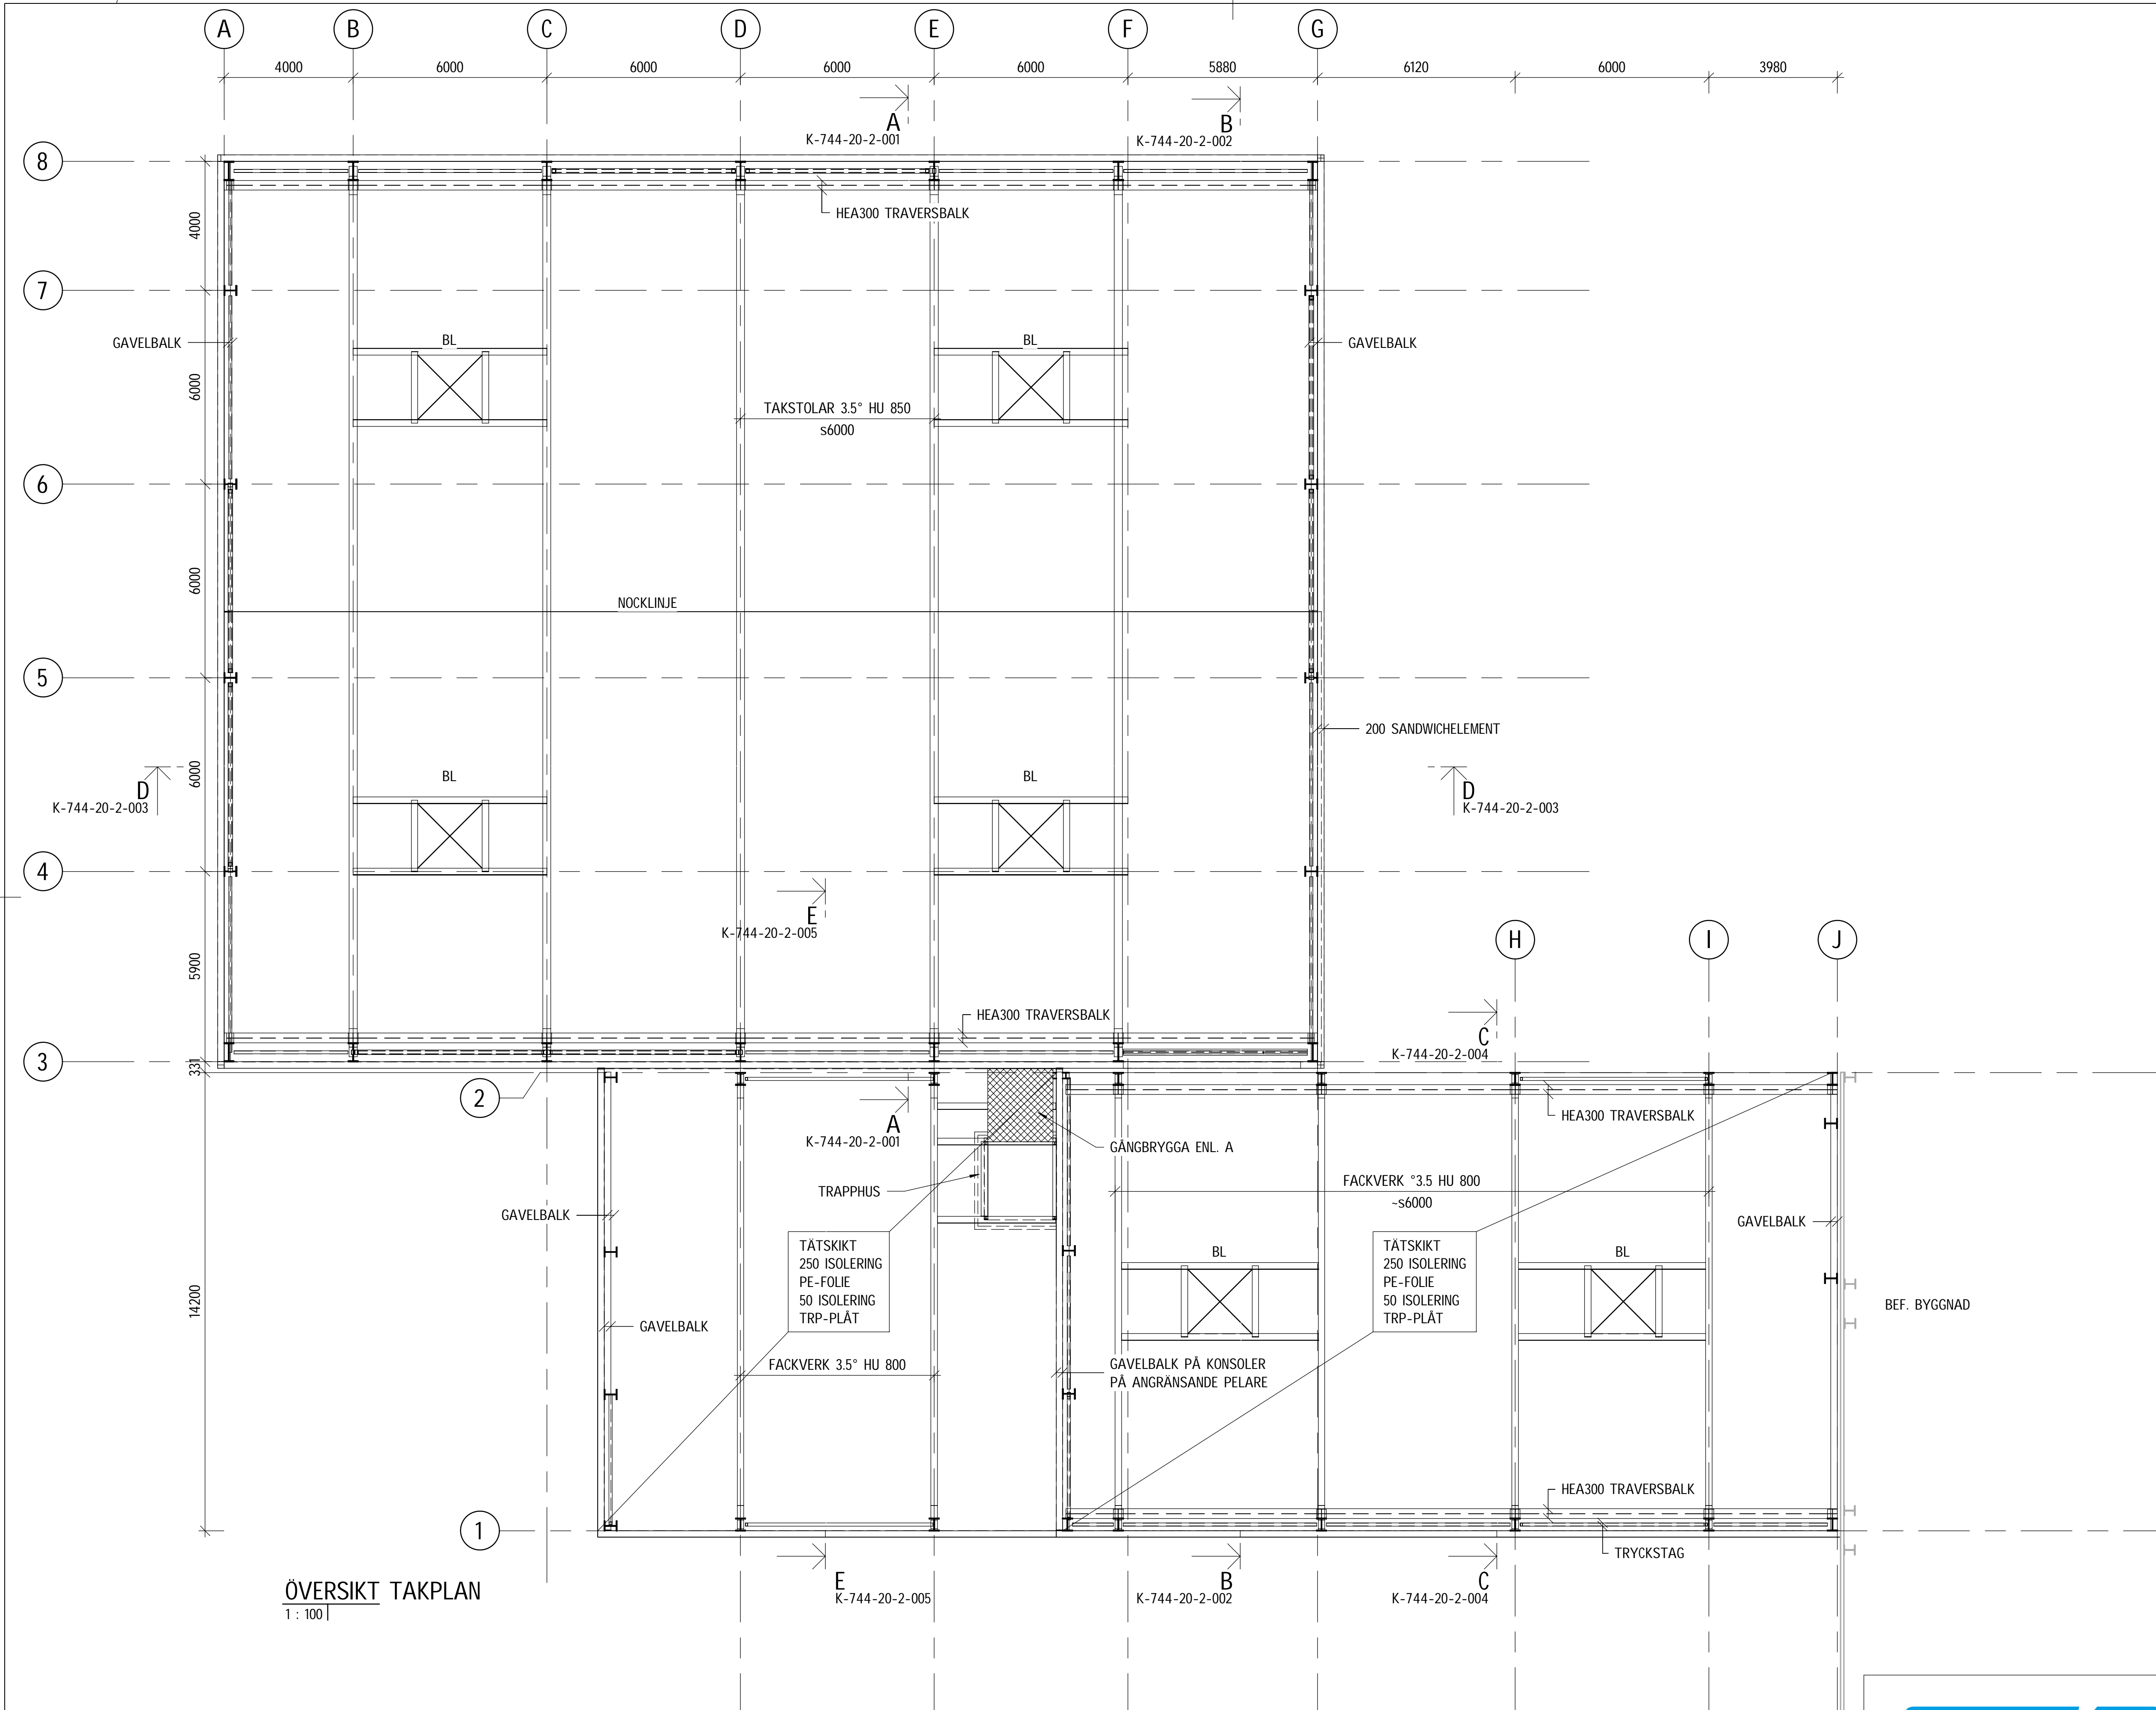 A B C D E F G
4000 6000 6000 6000 6000 5880 6120 6000 3980
A
K-744-20-2-001
B
K-744-20-2-002
8
HEA300 TRAVERSBALK
4000
7
GAVELBALK
BL
BL
GAVELBALK
6000
TAKSTOLAR 3.5° HU 850
s6000
6
6000
NOCKLINJE
5
200 SANDWICHELEMENT
6000
BL
BL
D
K-744-20-2-003
D
K-744-20-2-003
4
E
K-744-20-2-005
H I J
5900
HEA300 TRAVERSBALK
C
K-744-20-2-004
3
331
2
A
K-744-20-2-001
HEA300 TRAVERSBALK
GÅNGBRYGGA ENL. A
TRAPPHUS
FACKVERK °3.5 HU 800
~s6000
GAVELBALK
GAVELBALK
TÄTSKIKT
250 ISOLERING
PE-FOLIE
50 ISOLERING
TRP-PLÅT
TÄTSKIKT
250 ISOLERING
PE-FOLIE
50 ISOLERING
TRP-PLÅT
BL
BL
14200
BEF. BYGGNAD
GAVELBALK
FACKVERK 3.5° HU 800
GAVELBALK PÅ KONSOLER
PÅ ANGRÄNSANDE PELARE
HEA300 TRAVERSBALK
1
TRYCKSTAG
E
K-744-20-2-005
B
K-744-20-2-002
C
K-744-20-2-004
ÖVERSIKT TAKPLAN
1 : 100